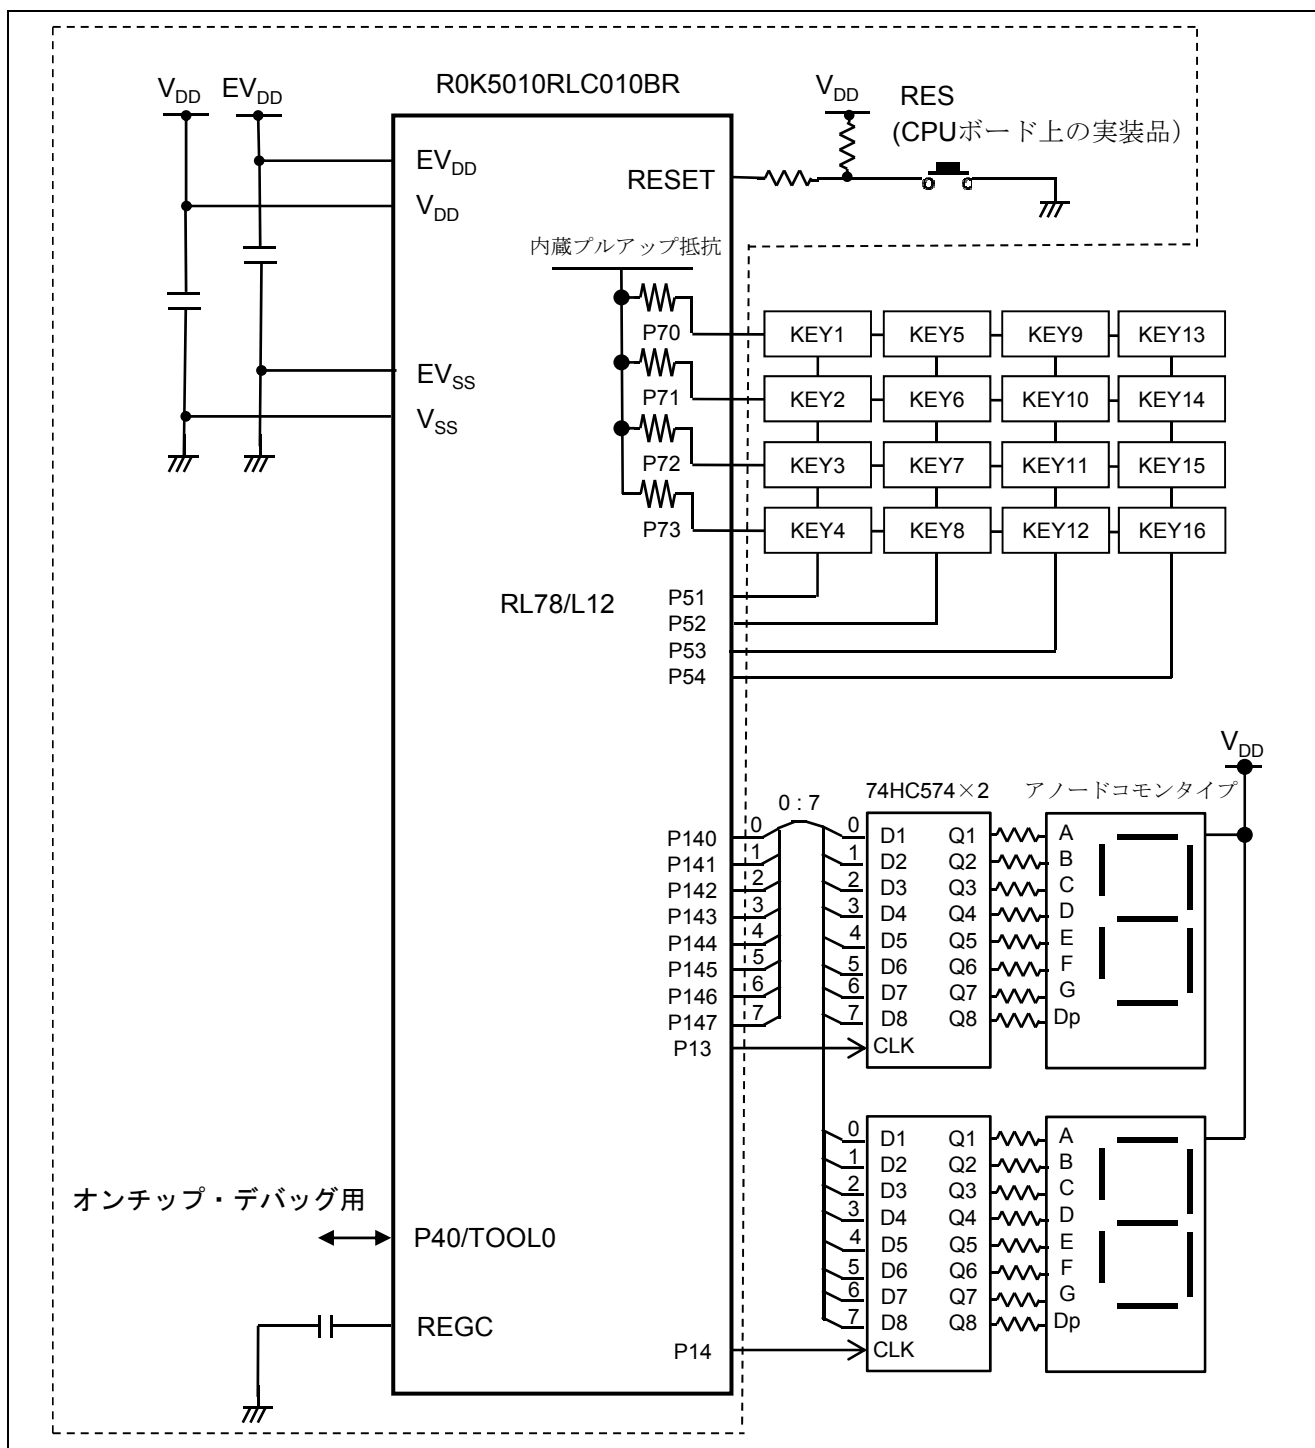 R0K5010RLC010BR
VDD EVDD
VDD
RES
(CPUボード上の実装品)
EVDD
VDD
RESET
内蔵プルアップ抵抗
P70
P71
P72
P73
KEY1 KEY5 KEY9 KEY13
KEY2 KEY6 KEY10 KEY14
KEY3 KEY7 KEY11 KEY15
KEY4 KEY8 KEY12 KEY16
EVSS
VSS
RL78/L12
P51
P52
P53
P54
VDD
74HC574×2
アノードコモンタイプ
0 : 7
P140 0
P141 1
P142 2
P143 3
P144 4
P145 5
P146 6
P147 7
P13
0 D1 Q1 A
1 D2 Q2 B
2 D3 Q3 C
3 D4 Q4 D
4 D5 Q5 E
5 D6 Q6 F
6 D7 Q7 G
7 D8 Q8 Dp
CLK
0 D1 Q1 A
1 D2 Q2 B
2 D3 Q3 C
3 D4 Q4 D
4 D5 Q5 E
5 D6 Q6 F
6 D7 Q7 G
7 D8 Q8 Dp
CLK
オンチップ・デバッグ用
P40/TOOL0
REGC
P14